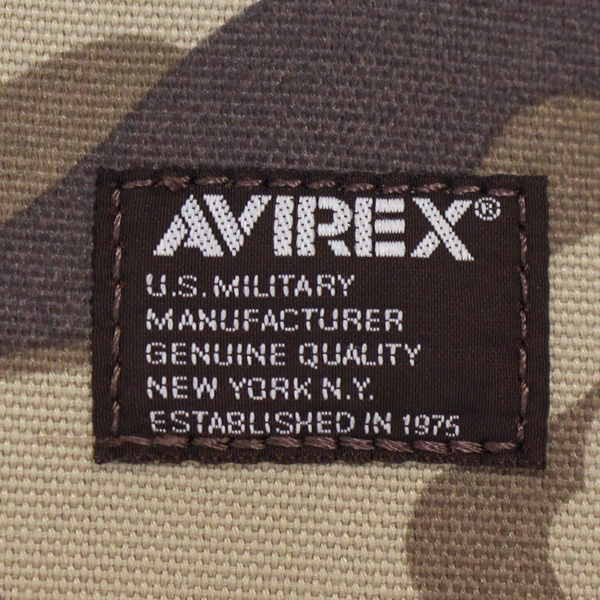 AVIREX®
U.S. MILITARY
MANUFACTURER
GENUINE QUALITY
NEW YORK N.Y.
ESTABLISHED IN 1975